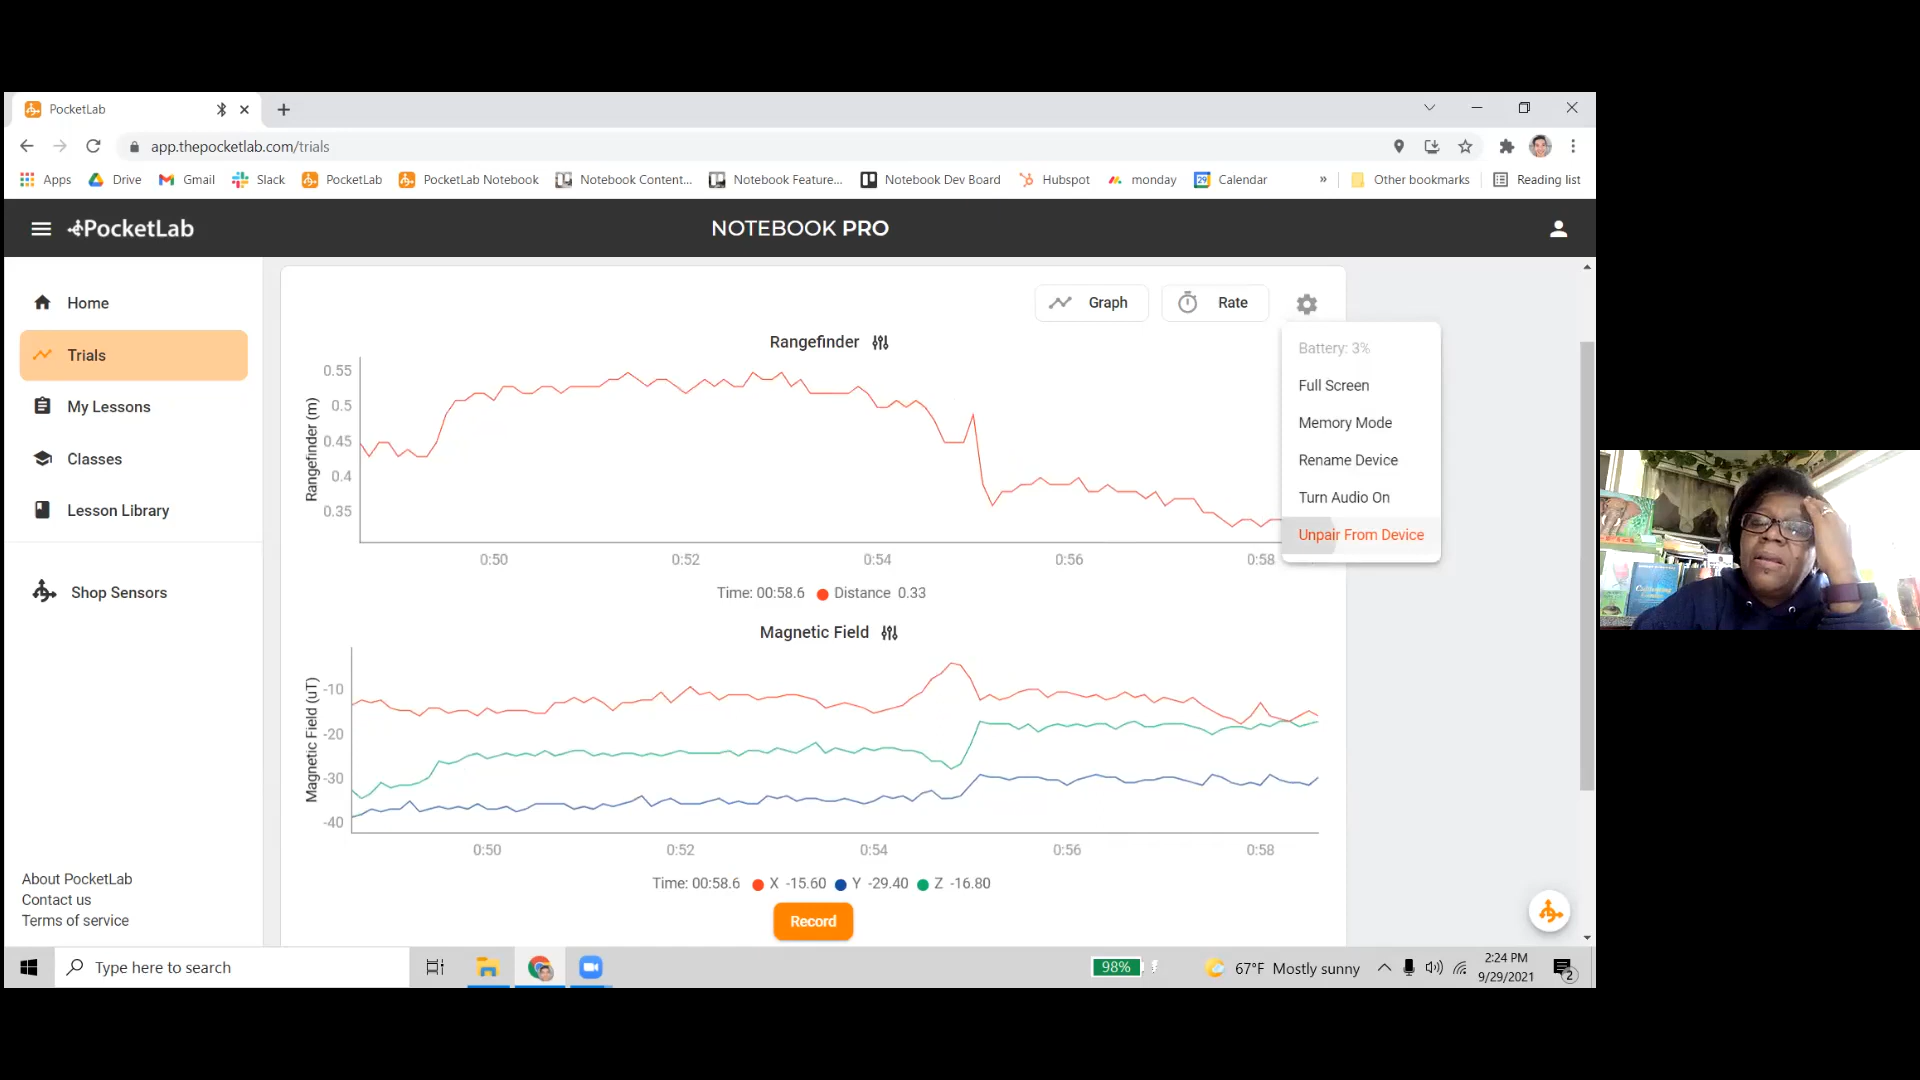 PocketLab
app.thepocketlab.com/trials
Apps Drive Gmail Slack PocketLab PocketLab Notebook Notebook Content... Notebook Feature... Notebook Dev Board Hubspot monday 29 Calendar » Other bookmarks Reading list
PocketLab NOTEBOOK PRO
Home
Trials
My Lessons
Classes
Lesson Library
Shop Sensors
About PocketLab
Contact us
Terms of service
Graph Rate
Battery: 3%
Full Screen
Memory Mode
Rename Device
Turn Audio On
Unpair From Device
Rangefinder
Rangefinder (m)
0.55
0.5
0.45
0.4
0.35
0:50 0:52 0:54 0:56 0:58
Time: 00:58.6 Distance 0.33
Magnetic Field
Magnetic Field (uT)
-10
-20
-30
-40
0:50 0:52 0:54 0:56 0:58
Time: 00:58.6 X -15.60 Y -29.40 Z -16.80
Record
Type here to search
98%
67°F Mostly sunny
2:24 PM
9/29/2021
2